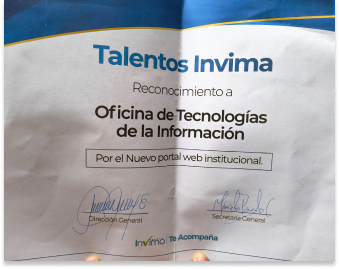 Talentos Invima
Reconocimiento a
Oficina de Tecnologías
de la Información
Por el Nuevo portal web institucional.
Dirección General
Secretaria General
invima Te Acompaña